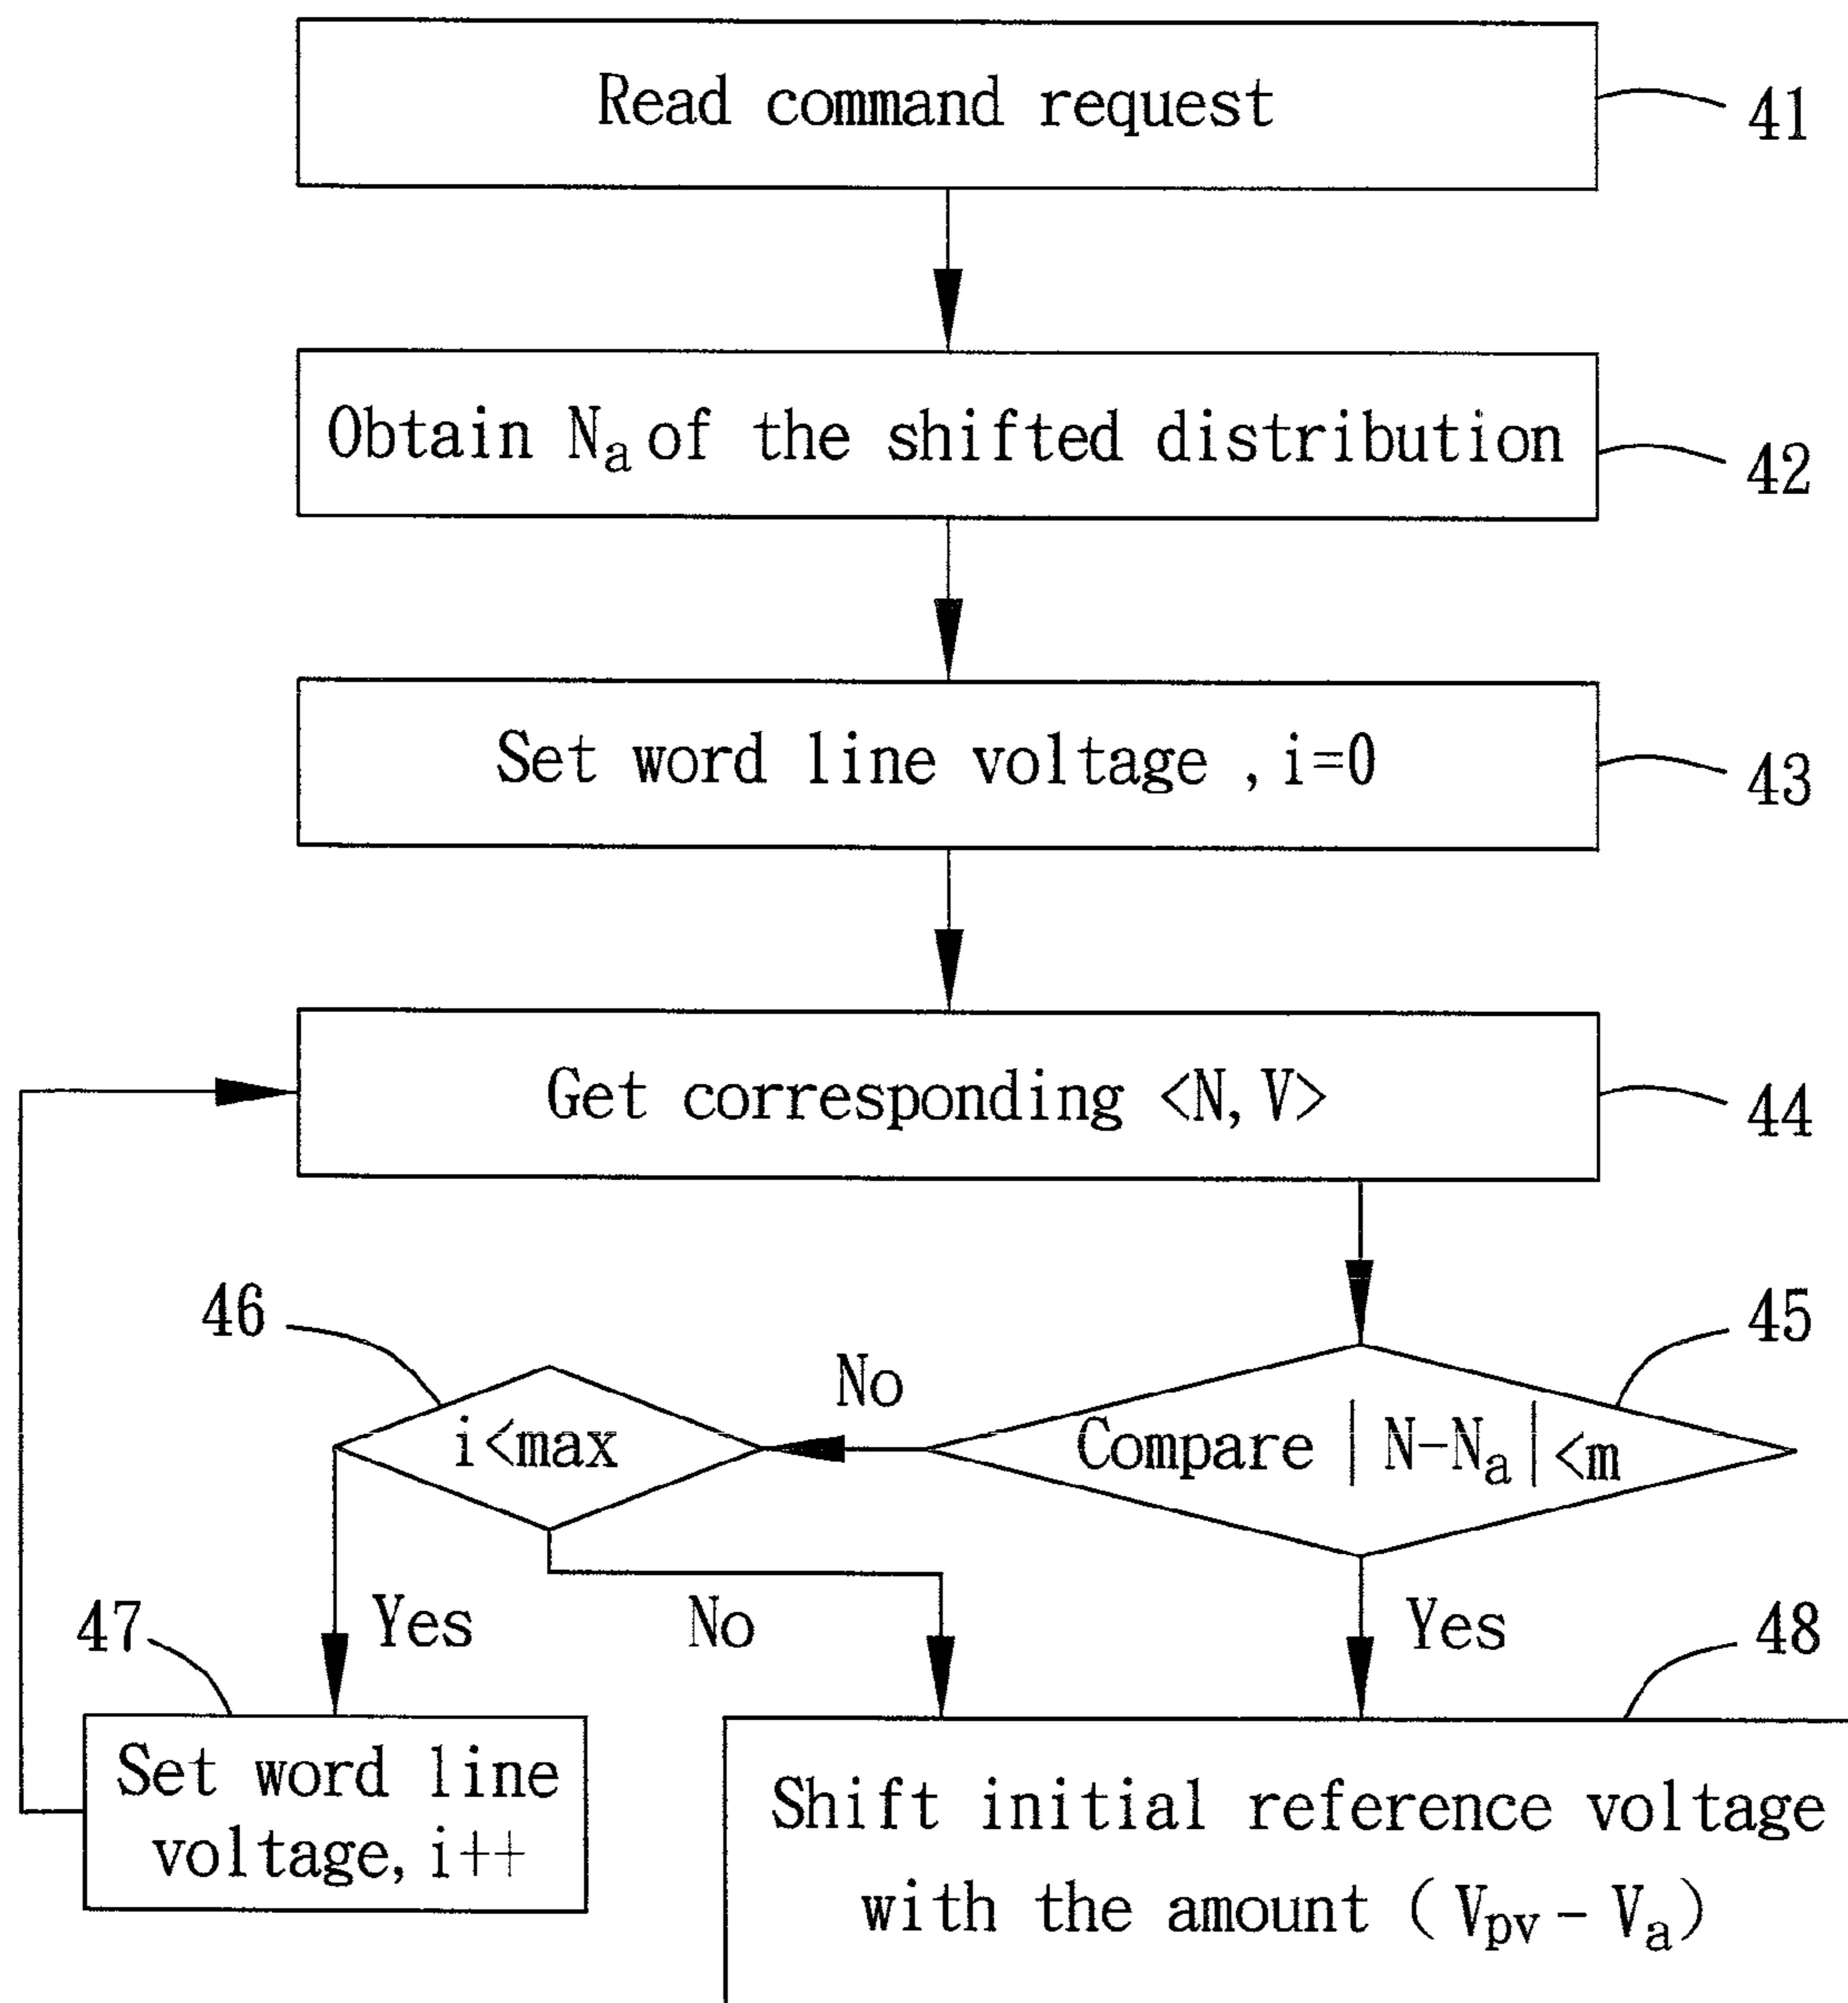 Read command request
41
Obtain Na of the shifted distribution
42
Set word line voltage , i=0
43
Get corresponding <N, V>
44
46
45
No
i<max
Compare | N-Na | <m
47
Yes
No
Yes
48
Set word line
voltage, i++
Shift initial reference voltage
with the amount ( Vpv - Va )